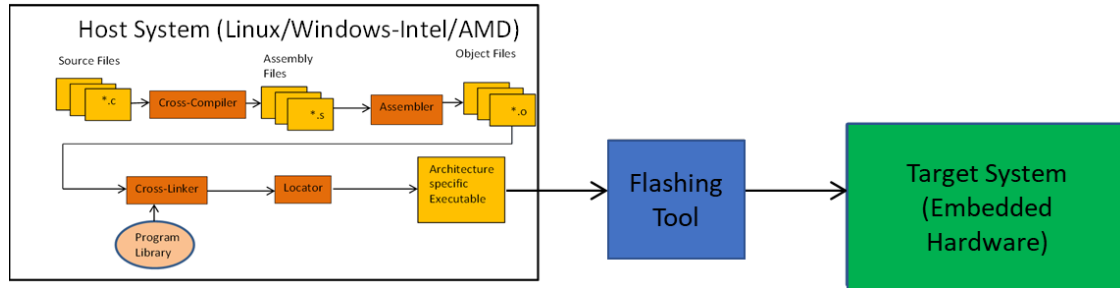 Host System (Linux/Windows-Intel/AMD)
Source Files
Assembly
Files
Object Files
*.c
Cross-Compiler
*.s
Assembler
*.o
Cross-Linker
Locator
Architecture
specific
Executable
Program
Library
Flashing
Tool
Target System
(Embedded
Hardware)